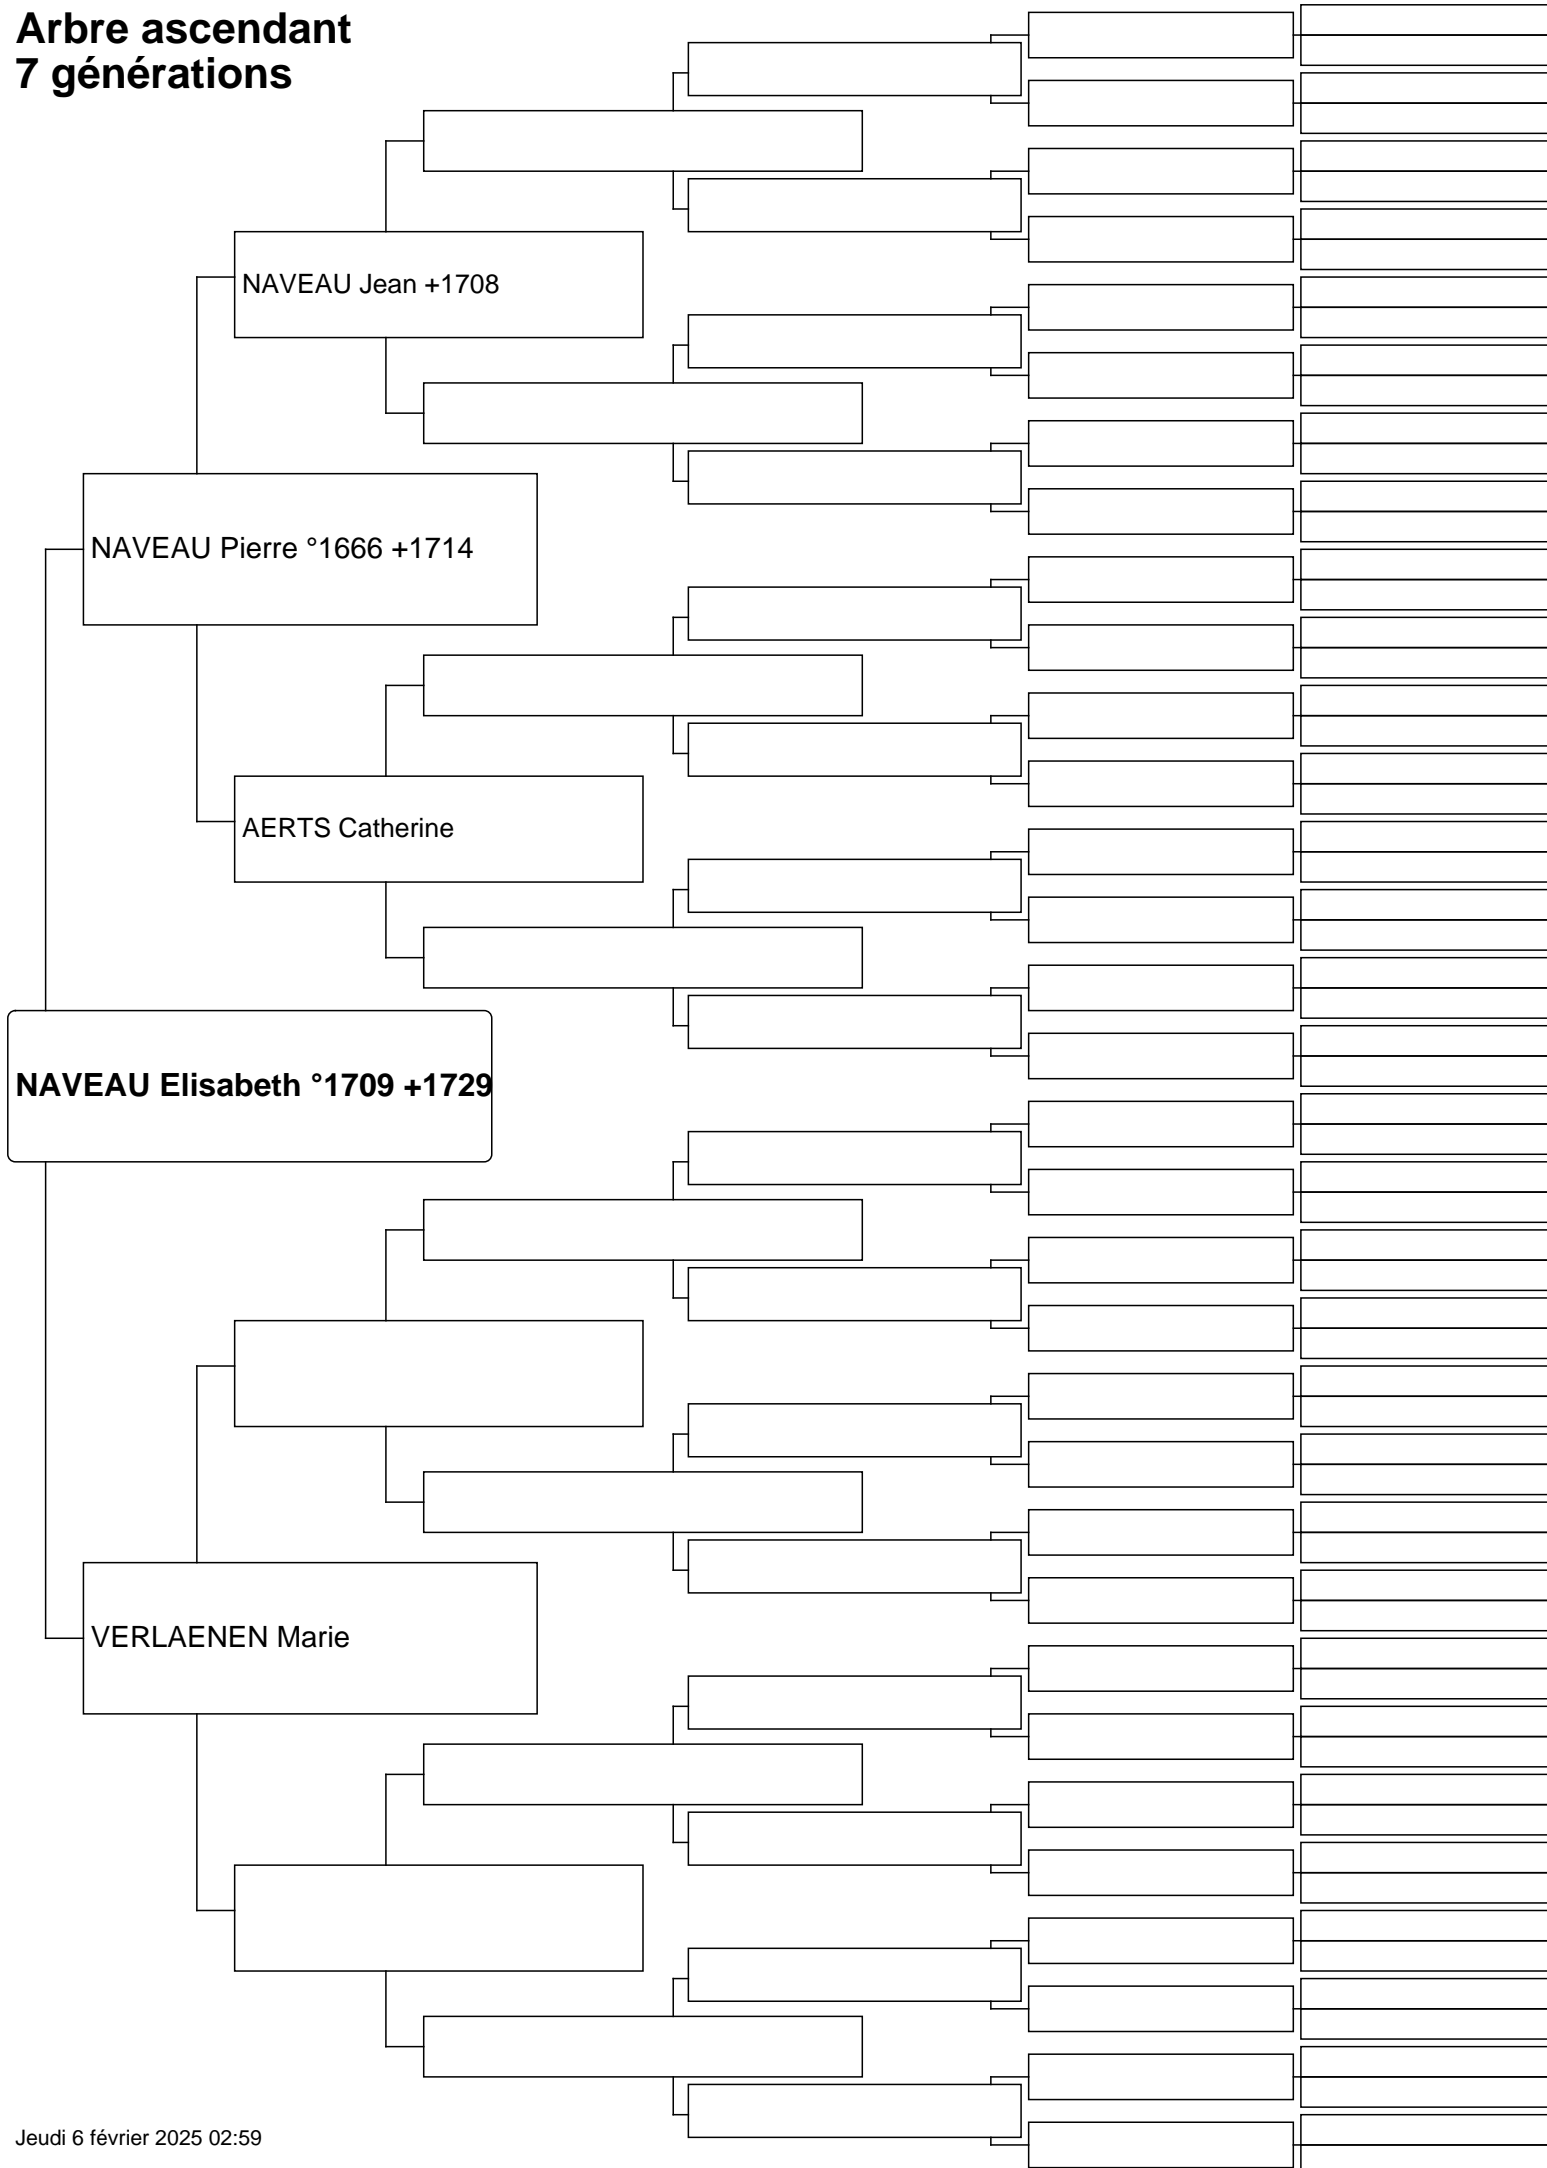 Arbre ascendant
7 générations
NAVEAU Jean +1708
NAVEAU Pierre °1666 +1714
AERTS Catherine
NAVEAU Elisabeth °1709 +1729
VERLAENEN Marie
Jeudi 6 février 2025 02:59